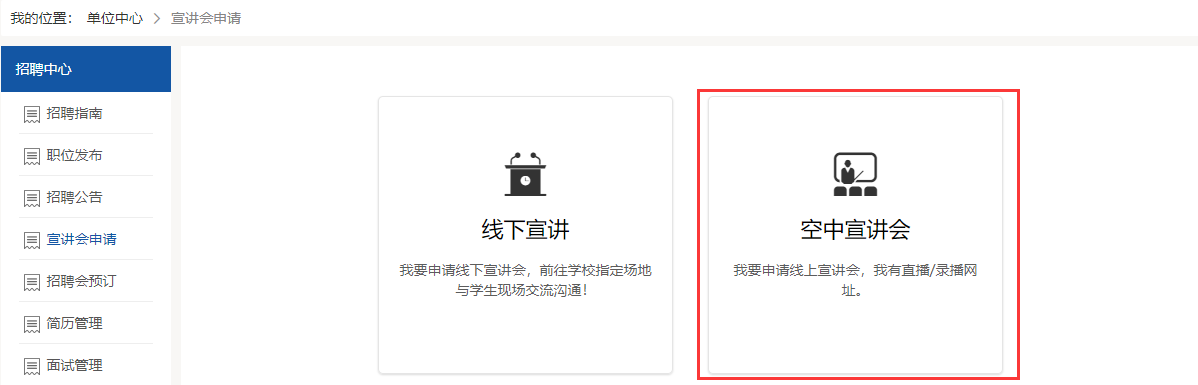 我的位置： 单位中心 > 宣讲会申请
招聘中心
招聘指南
职位发布
招聘公告
宣讲会申请
招聘会预订
简历管理
面试管理
线下宣讲
我要申请线下宣讲会，前往学校指定场地
与学生现场交流沟通！
空中宣讲会
我要申请线上宣讲会，我有直播/录播网
址。